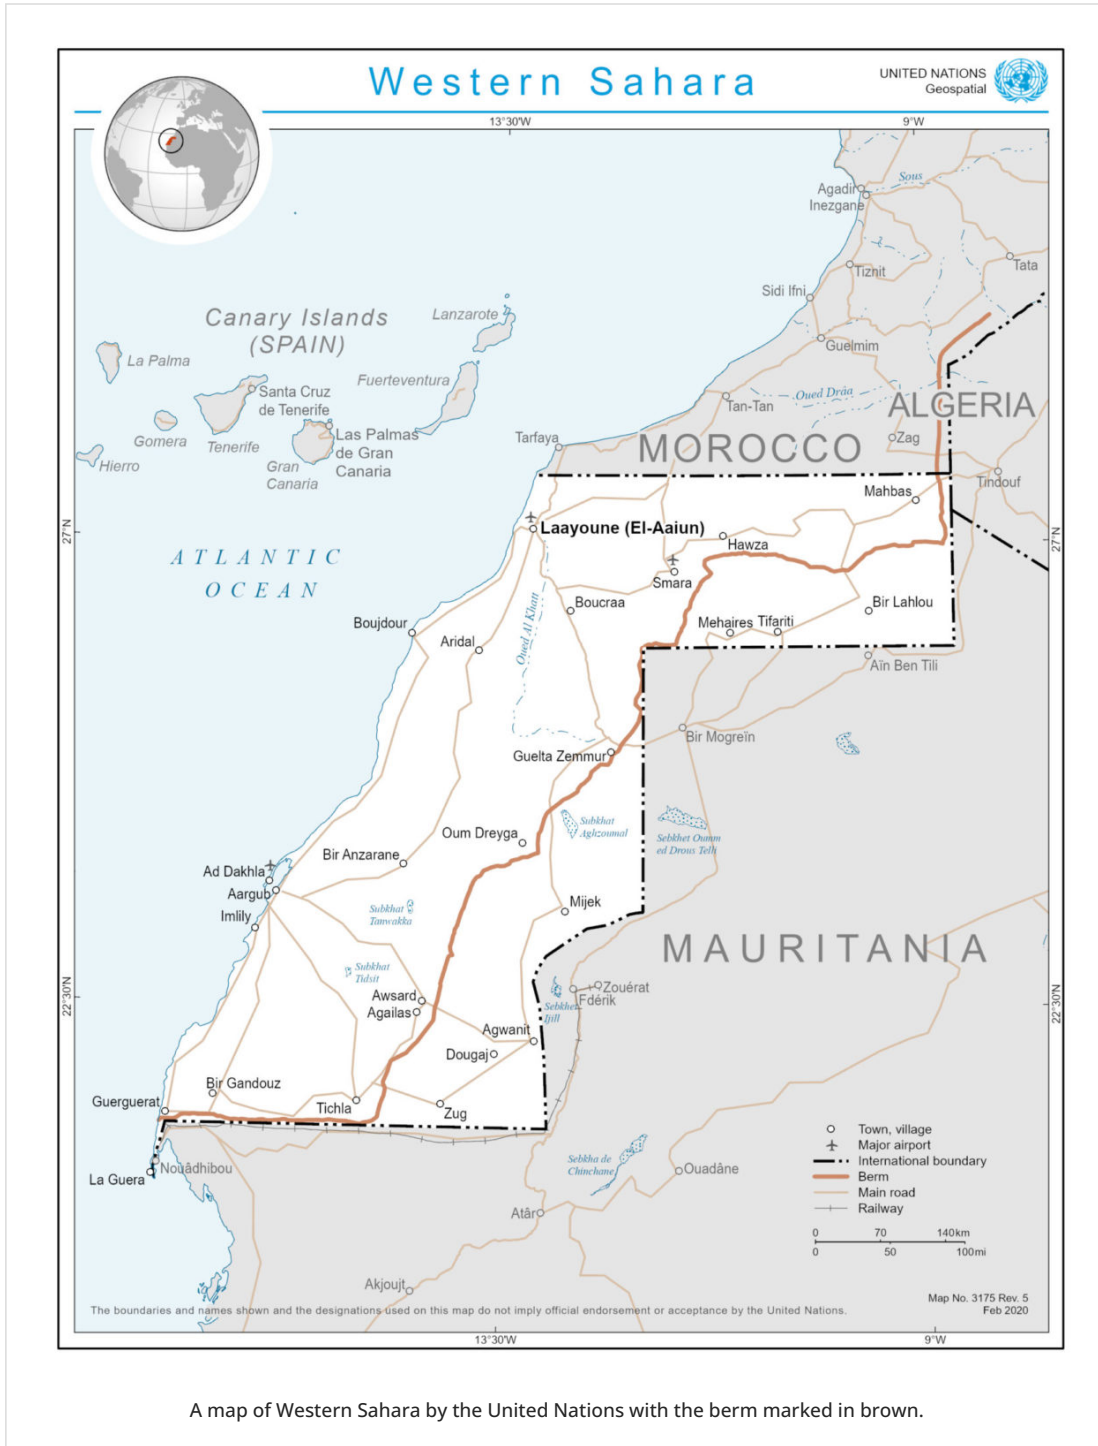 Western Sahara
UNITED NATIONS
Geospatial
13°30'W
9°W
Agadir
Inezgane
Sous
Tata
Tiznit
Sidi Ifni
Guelmim
Canary Islands
(SPAIN)
Lanzarote
La Palma
Fuerteventura
Santa Cruz
de Tenerife
Oued Drâa
ALGERIA
Tan-Tan
Gomera
Tenerife
Las Palmas
de Gran
Canaria
Hierro
Gran
Canaria
Tarfaya
MOROCCO
Zag
Tindouf
Mahbas
27°N
Laayoune (El-Aaiun)
27°N
Hawza
ATLANTIC
OCEAN
Smara
Boucraa
Bir Lahlou
Oued Al Khatt
Boujdour
Mehaires
Tifariti
Aridal
Aïn Ben Tili
Bir Mogreïn
Guelta Zemmur
Subkhat
Aghzoumal
Sebkhet Oumm
ed Drous Telli
Oum Dreyga
Bir Anzarane
Ad Dakhla
Aargub
Imlily
Subkhat
Tanwakka
Mijek
MAURITANIA
Subkhat
Tidsit
22°30'N
Zouérat
Fdérik
Sebkhet
Ijill
22°30'N
Awsard
Agailas
Agwanit
Dougaj
Bir Gandouz
Guerguerat
Tichla
Zug
Nouâdhibou
La Guera
Sebkha de
Chinchane
Ouadâne
Atâr
Akjoujt
Town, village
Major airport
International boundary
Berm
Main road
Railway
0 70 140 km
0 50 100 mi
The boundaries and names shown and the designations used on this map do not imply official endorsement or acceptance by the United Nations.
Map No. 3175 Rev. 5
Feb 2020
13°30'W
9°W
A map of Western Sahara by the United Nations with the berm marked in brown.